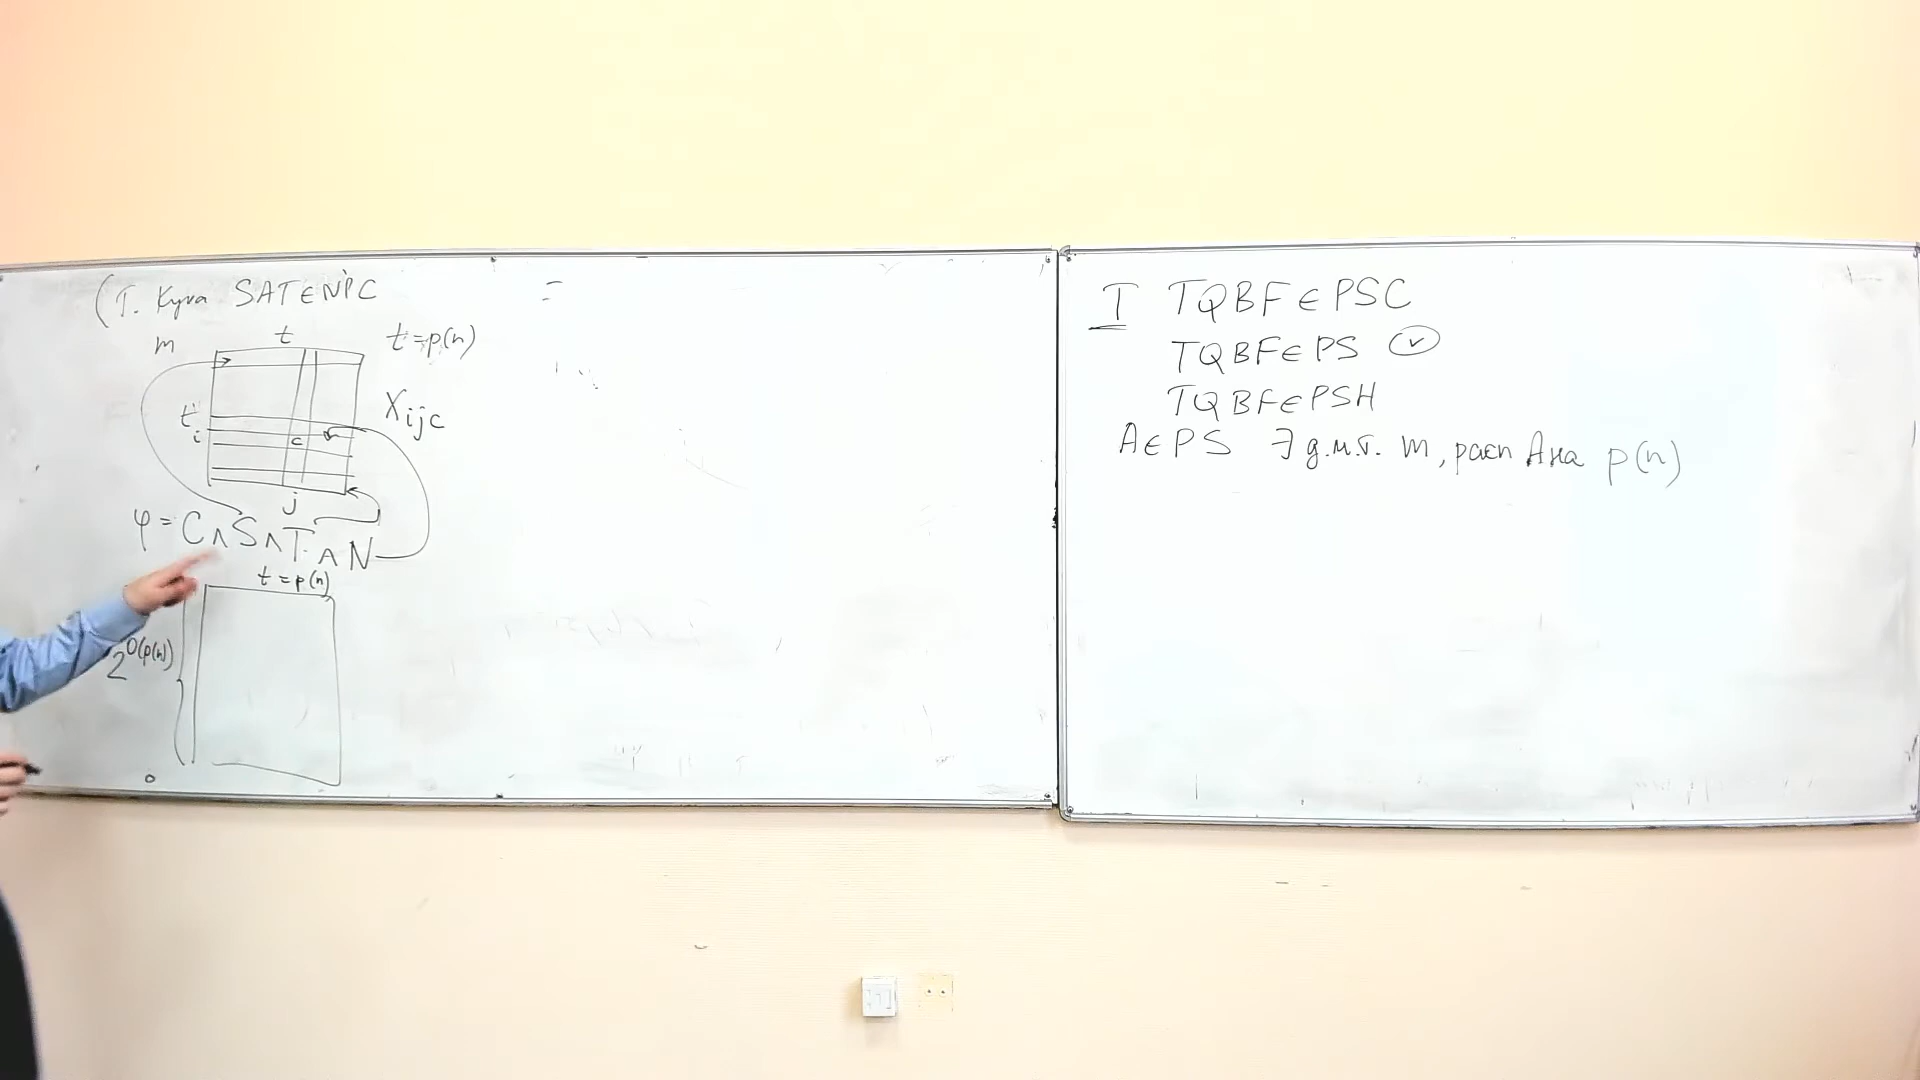 (Т. Кука SAT∈NPC
m
t
t=p(n)
t
i
c
X_ijc
j
φ = C∧S∧T∧N
t = p(n)
2^O(p(n))
T TQBF∈PSC
TQBF∈PS (v)
TQBF∈PSH
A∈PS ∃ д.м.т. m, расп A на p(n)